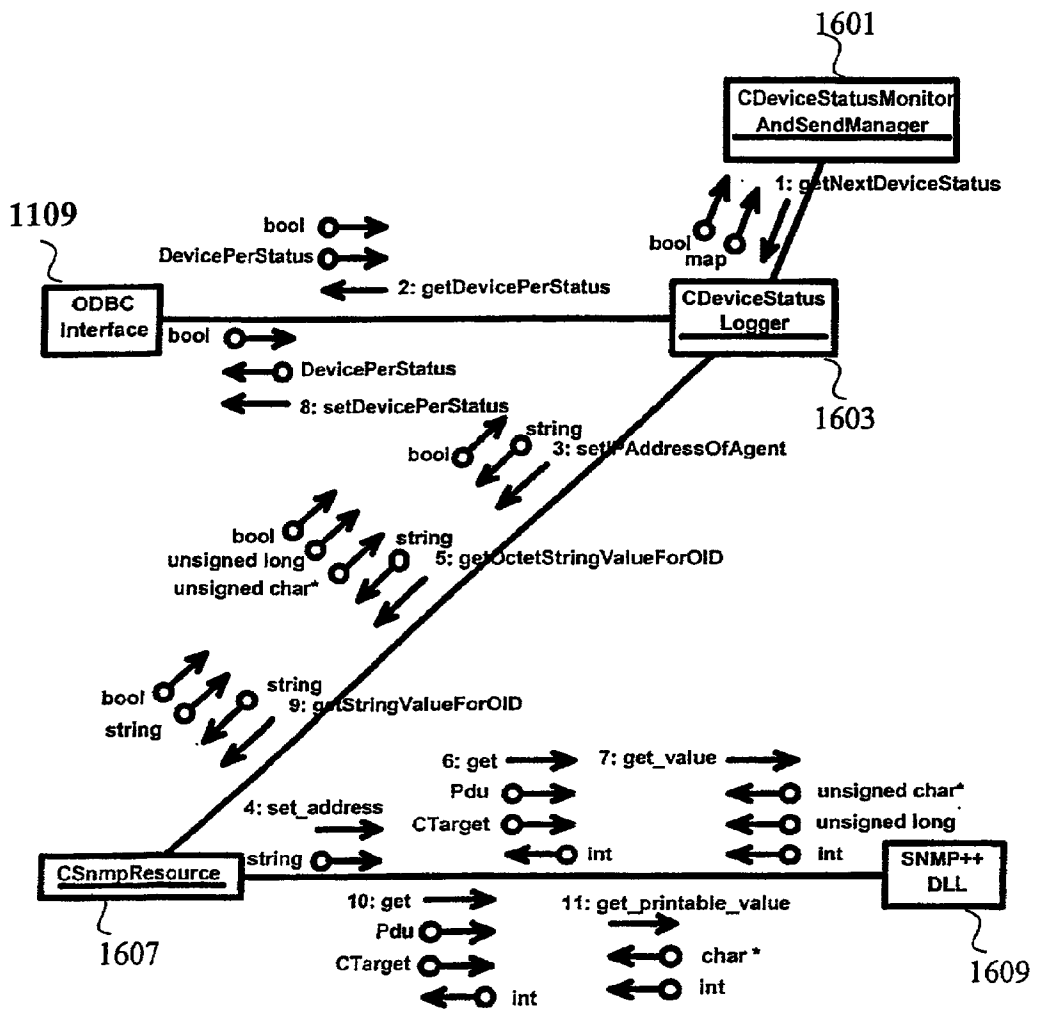 1601
CDeviceStatusMonitor
AndSendManager
1: getNextDeviceStatus
bool
map
1109
bool
DevicePerStatus
2: getDevicePerStatus
ODBC
Interface
CDeviceStatus
Logger
bool
DevicePerStatus
8: setDevicePerStatus
1603
string
bool
3: setIPAddressOfAgent
bool
string
unsigned long
5: getOctetStringValueForOID
unsigned char*
string
bool
9: getStringValueForOID
string
6: get
7: get_value
Pdu
unsigned char*
4: set_address
CTarget
unsigned long
string
int
int
CSnmpResource
SNMP++
DLL
10: get
11: get_printable_value
Pdu
1607
CTarget
char *
1609
int
int